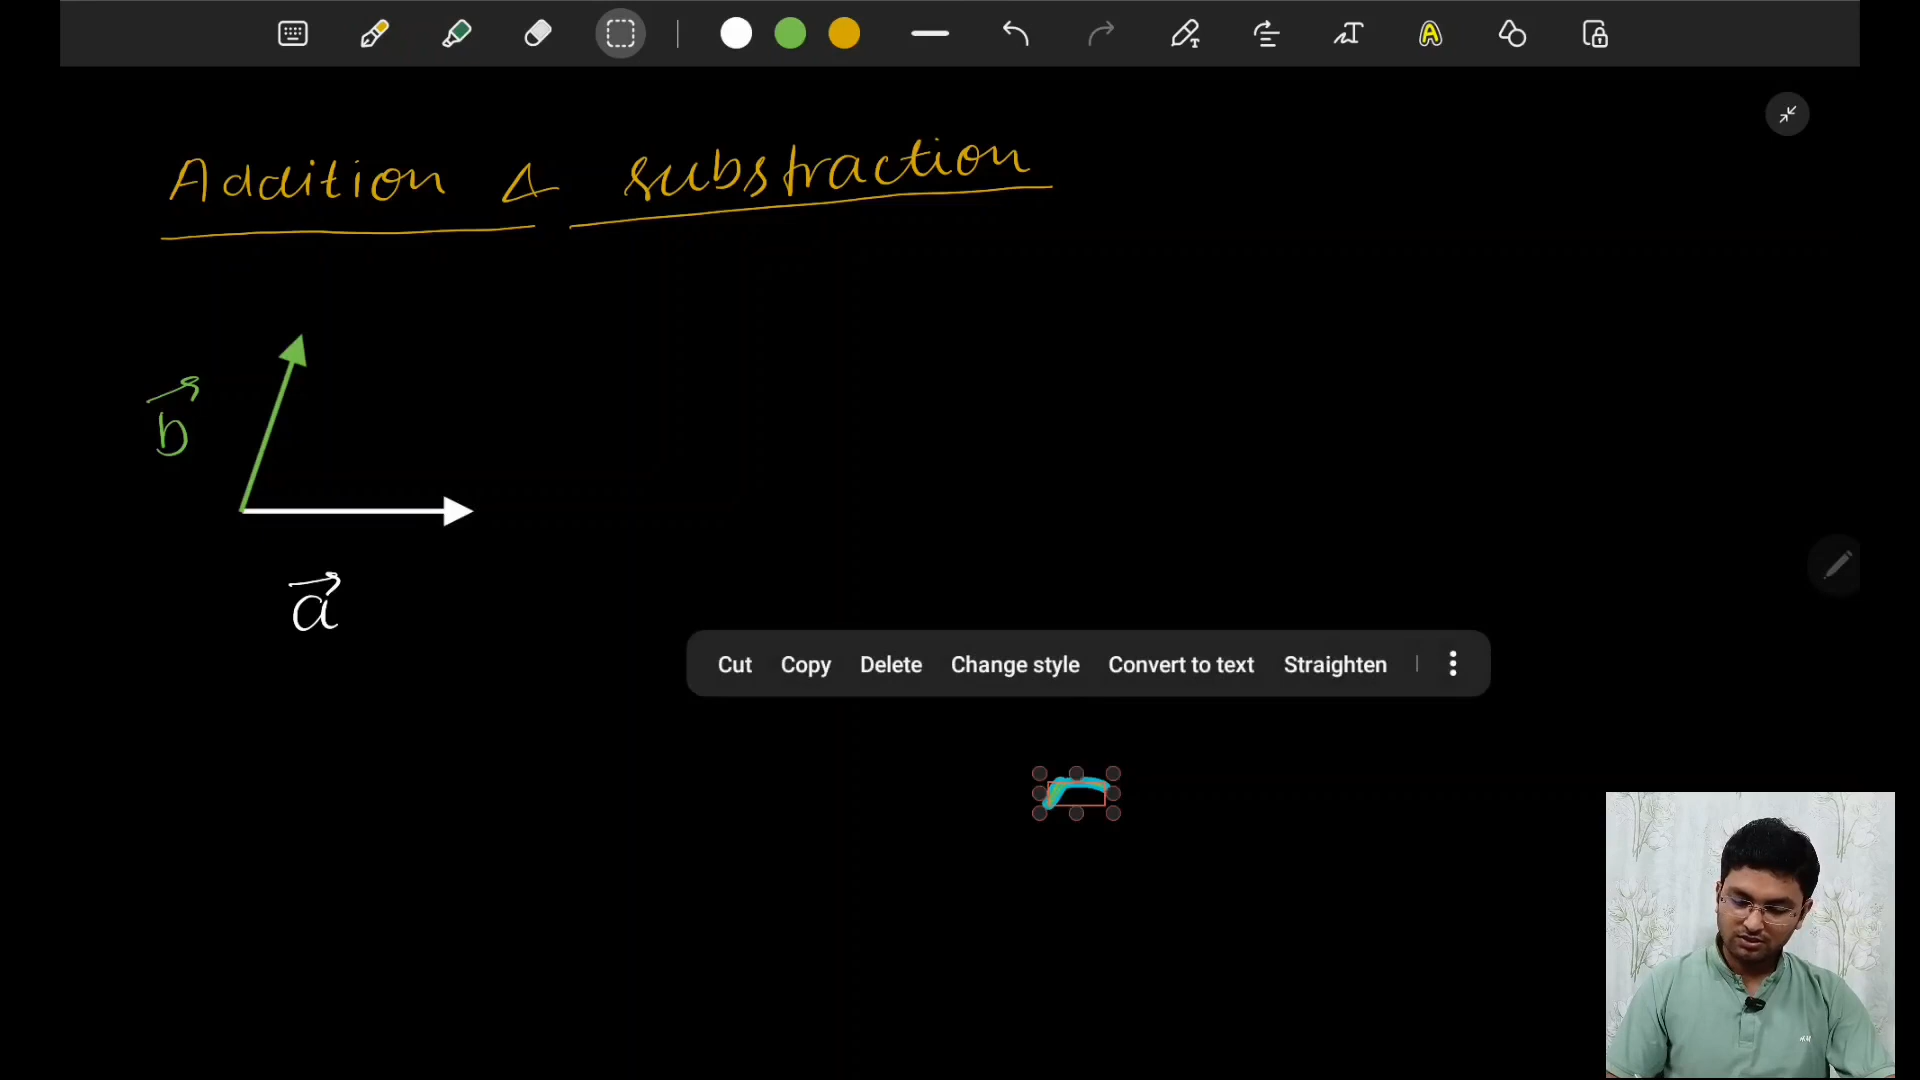 Addition & substraction
b
a
Cut Copy Delete Change style Convert to text Straighten